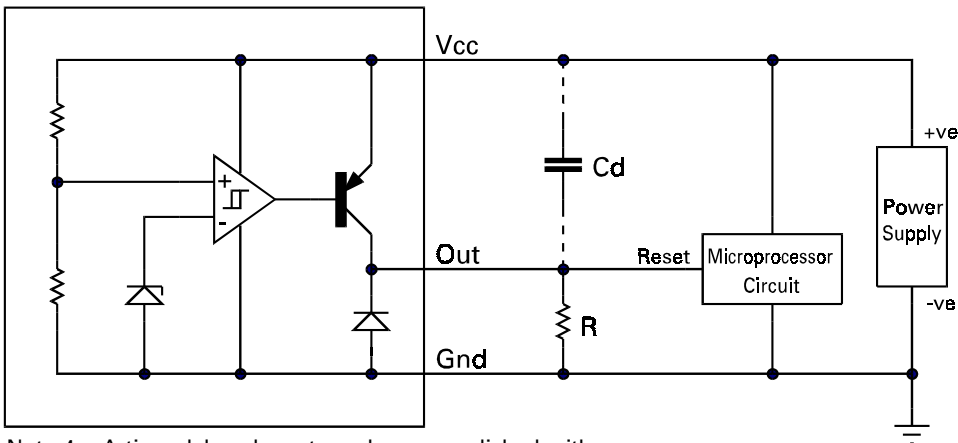 Vcc
+ve
+
-
Cd
Power
Supply
Out
Reset
Microprocessor
Circuit
-ve
R
Gnd